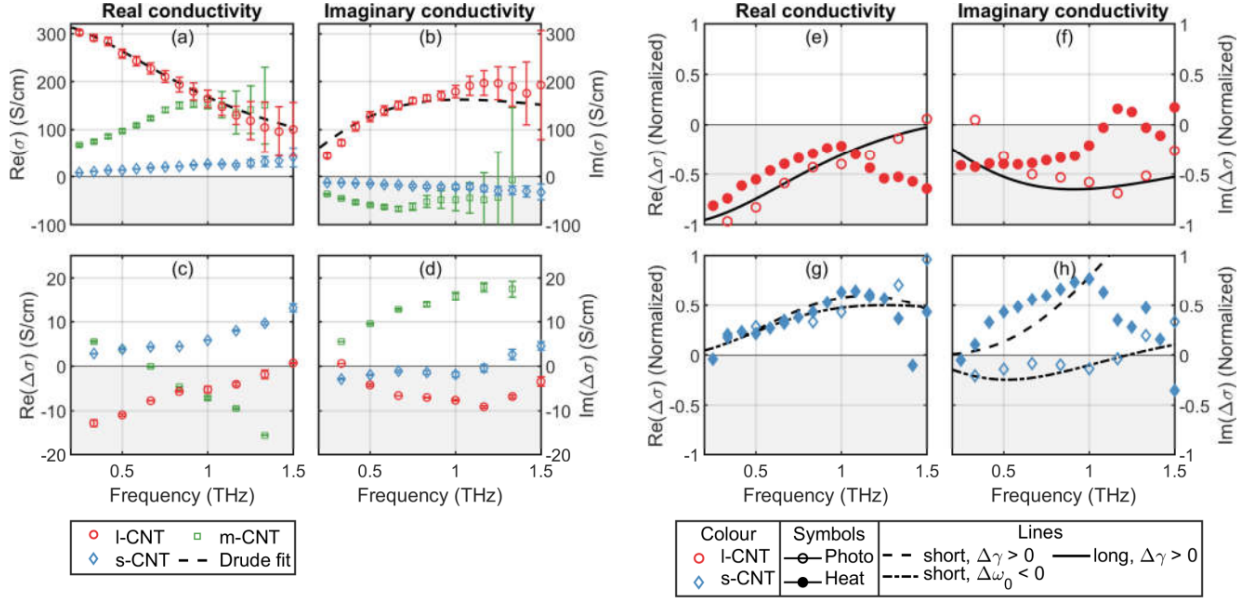 Real conductivity
Imaginary conductivity
Real conductivity
Imaginary conductivity
(a)
(b)
(e)
(f)
300
200
100
0
-100
Re(σ) (S/cm)
300
200
100
0
-100
Im(σ) (S/cm)
1
0.5
0
-0.5
-1
Re(Δσ) (Normalized)
1
0.5
0
-0.5
-1
Im(Δσ) (Normalized)
(c)
(d)
(g)
(h)
20
10
0
-10
-20
Re(Δσ) (S/cm)
20
10
0
-10
-20
Im(Δσ) (S/cm)
1
0.5
0
-0.5
-1
Re(Δσ) (Normalized)
1
0.5
0
-0.5
-1
Im(Δσ) (Normalized)
0.5 1 1.5
0.5 1 1.5
0.5 1 1.5
0.5 1 1.5
Frequency (THz)
Frequency (THz)
Frequency (THz)
Frequency (THz)
l-CNT
m-CNT
s-CNT
Drude fit
Colour
Symbols
Lines
l-CNT
Photo
short, Δγ > 0
long, Δγ > 0
s-CNT
Heat
short, Δω₀ < 0